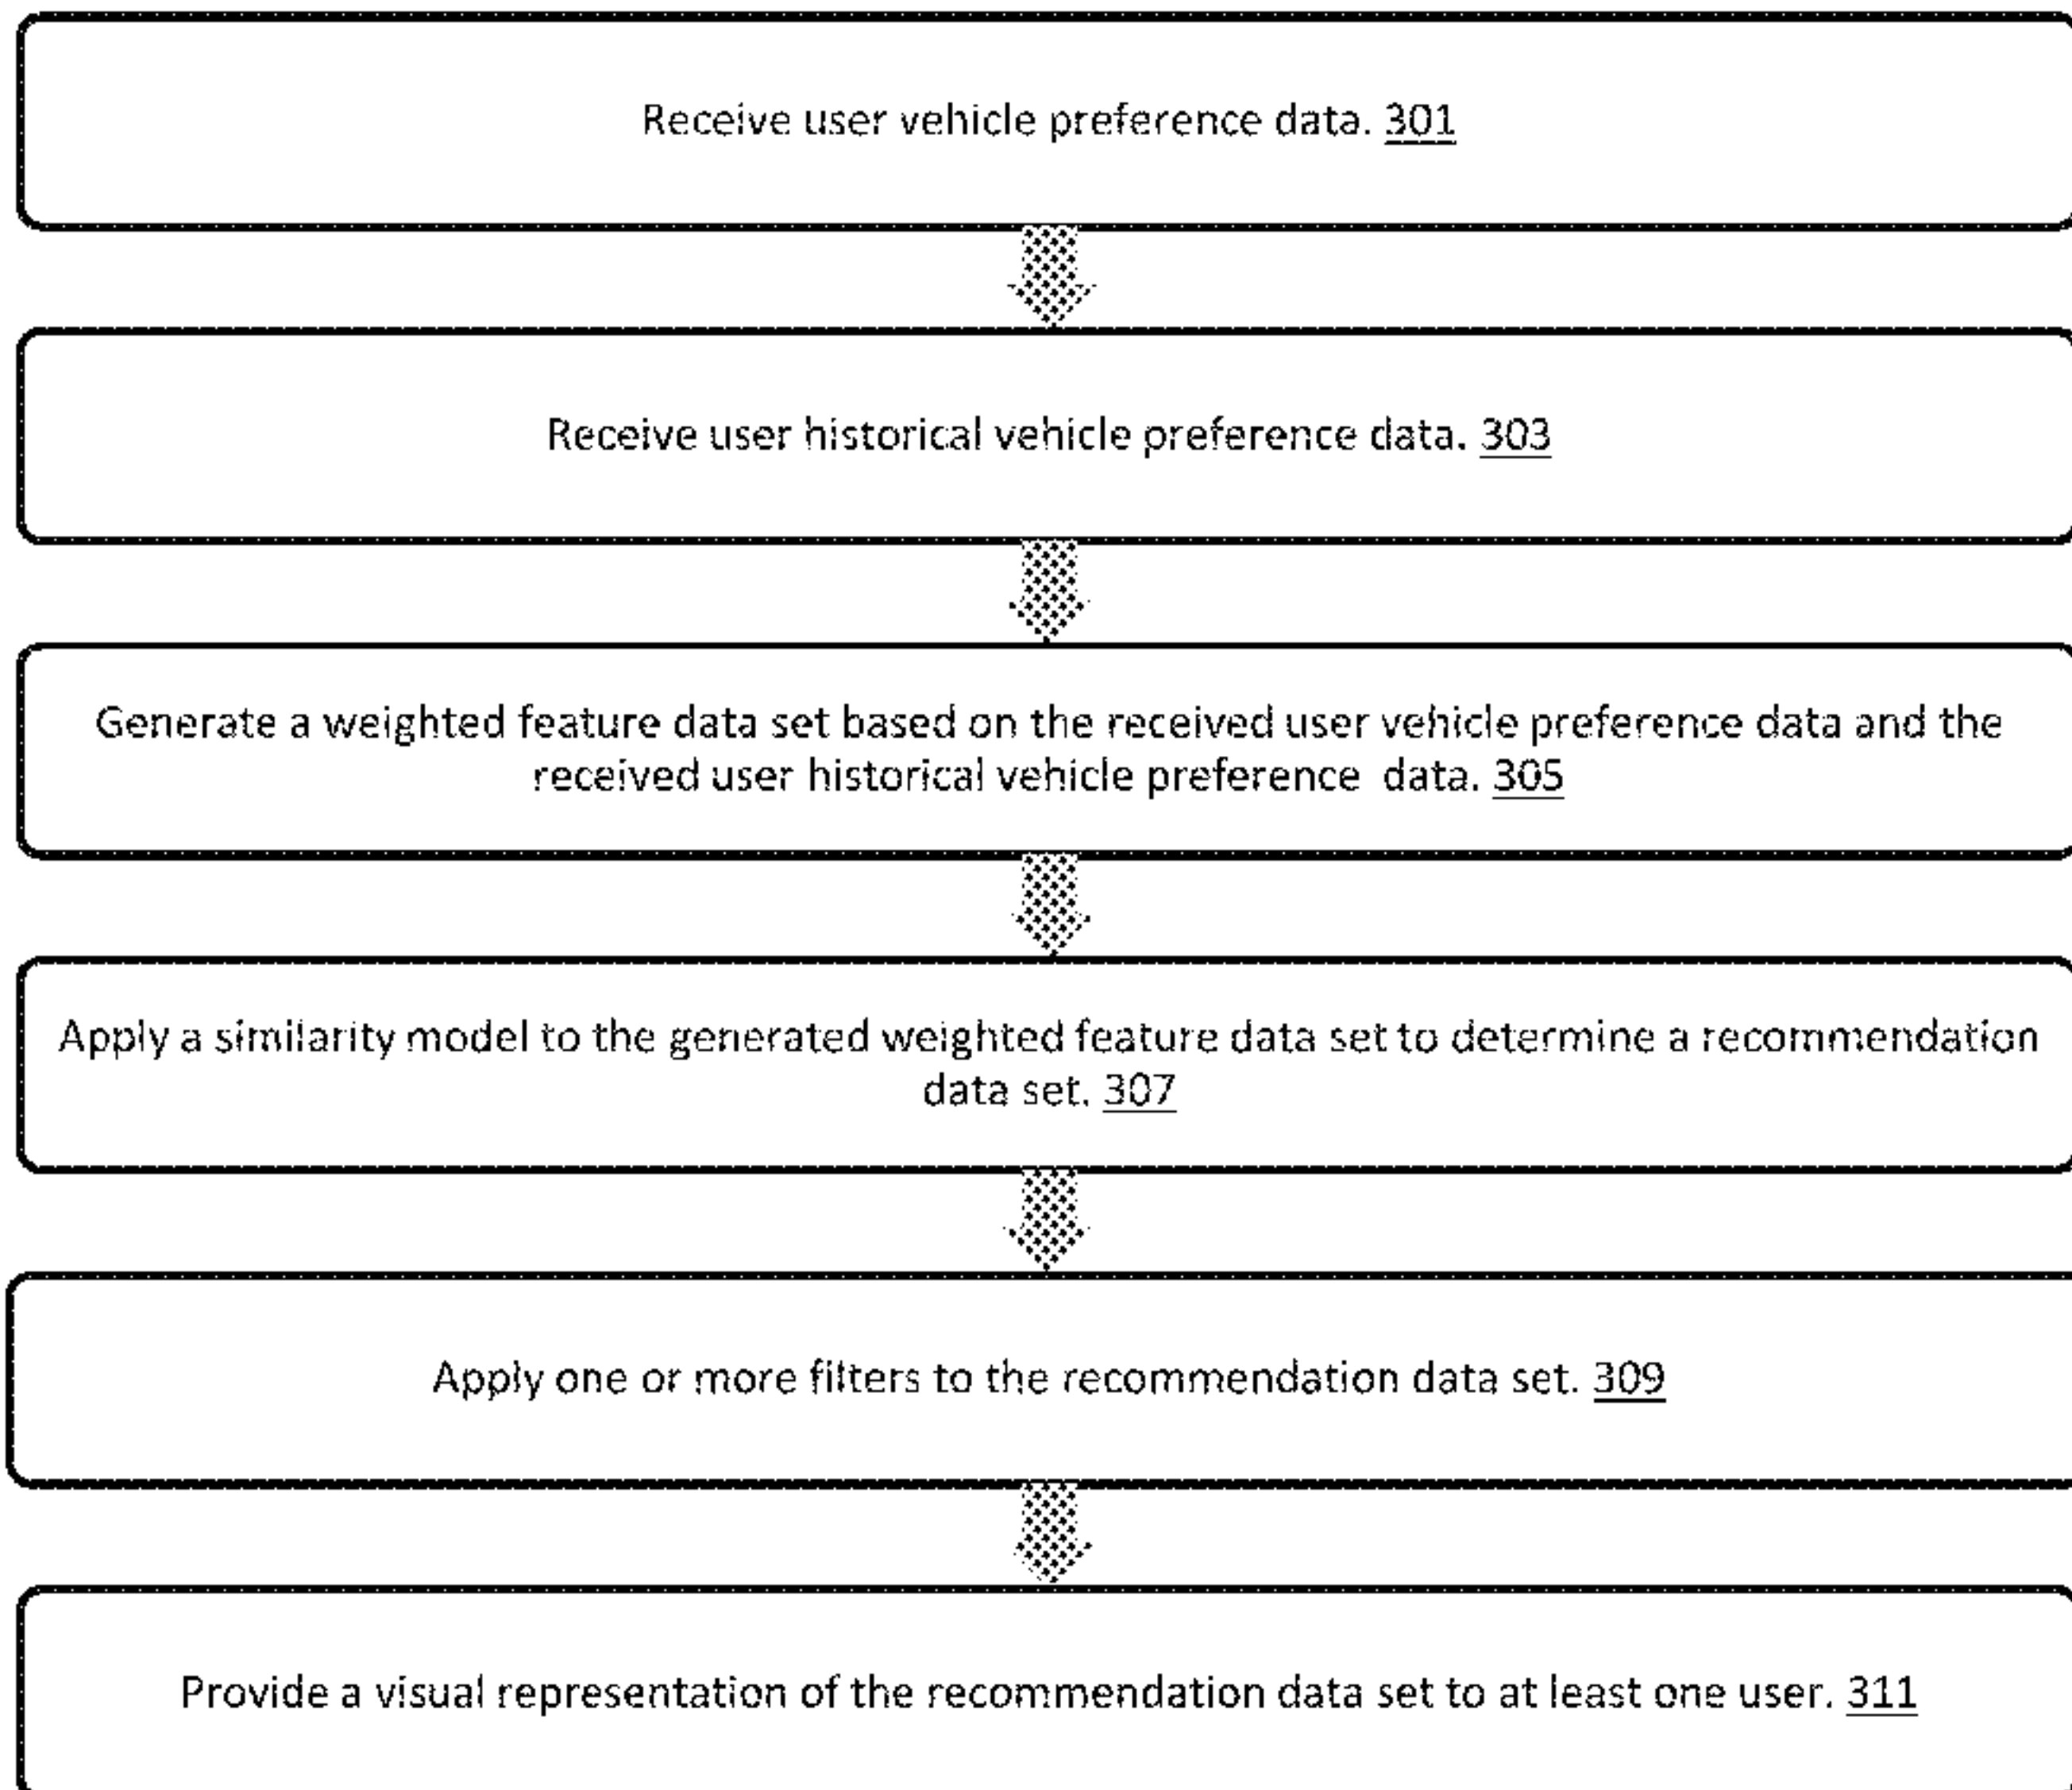 Receive user vehicle preference data. 301
Receive user historical vehicle preference data. 303
Generate a weighted feature data set based on the received user vehicle preference data and the
received user historical vehicle preference data. 305
Apply a similarity model to the generated weighted feature data set to determine a recommendation
data set. 307
Apply one or more filters to the recommendation data set. 309
Provide a visual representation of the recommendation data set to at least one user. 311